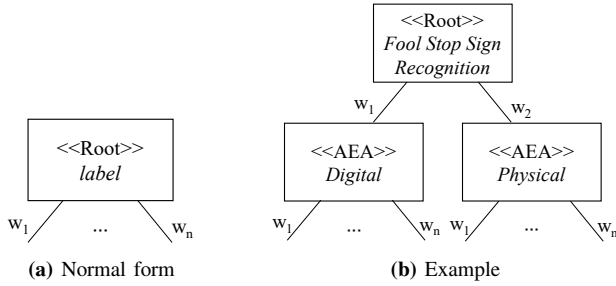 <<Root>>
label
w1
...
wn
(a) Normal form
<<Root>>
Fool Stop Sign
Recognition
w1
w2
<<AEA>>
Digital
<<AEA>>
Physical
w1
...
wn
w1
...
wn
(b) Example